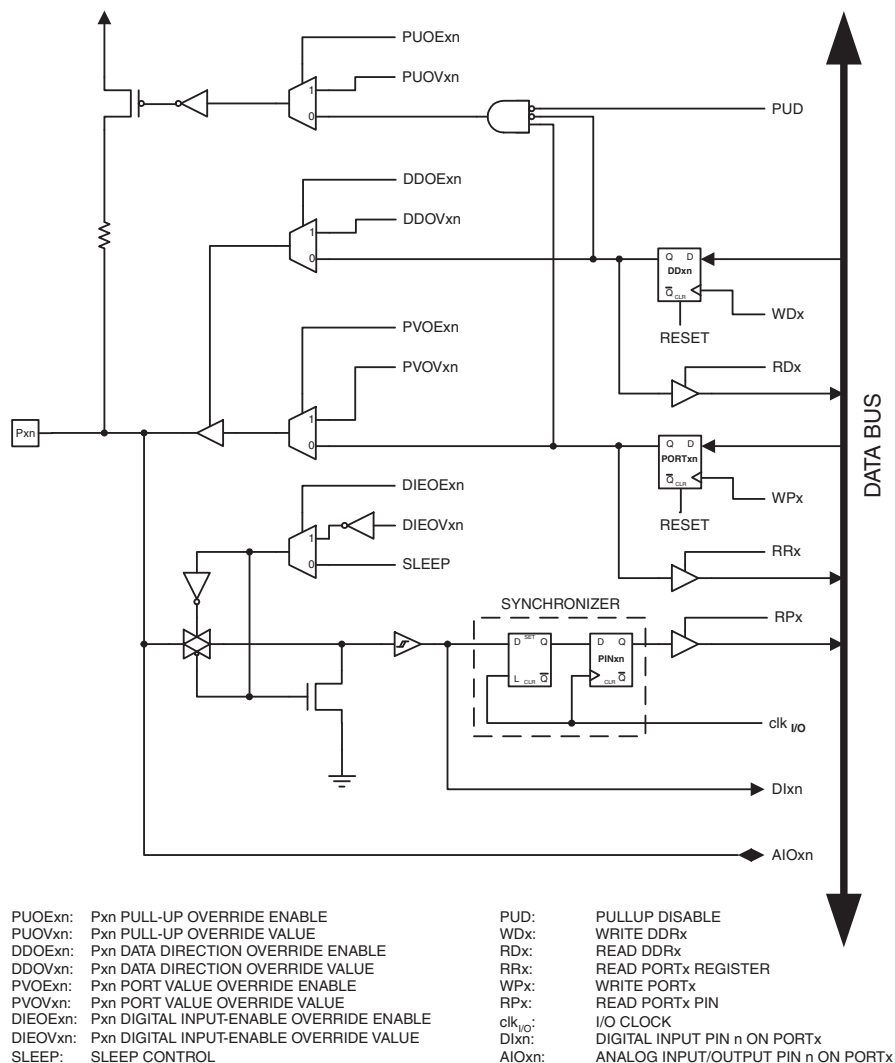 PUOExn
PUOVxn
1
0
PUD
DDOExn
DDOVxn
1
0
Q D
DDxn
Q CLR
WDx
RESET
RDx
PVOExn
PVOVxn
1
0
Pxn
Q D
PORTxn
Q CLR
WPx
RESET
RRx
DATA BUS
DIEOExn
DIEOVxn
1
0
SLEEP
SYNCHRONIZER
RPx
D SET Q
L CLR Q
D Q
PINxn
CLR Q
clk I/O
DIxn
AIOxn
PUOExn: Pxn PULL-UP OVERRIDE ENABLE
PUOVxn: Pxn PULL-UP OVERRIDE VALUE
DDOExn: Pxn DATA DIRECTION OVERRIDE ENABLE
DDOVxn: Pxn DATA DIRECTION OVERRIDE VALUE
PVOExn: Pxn PORT VALUE OVERRIDE ENABLE
PVOVxn: Pxn PORT VALUE OVERRIDE VALUE
DIEOExn: Pxn DIGITAL INPUT-ENABLE OVERRIDE ENABLE
DIEOVxn: Pxn DIGITAL INPUT-ENABLE OVERRIDE VALUE
SLEEP: SLEEP CONTROL
PUD: PULLUP DISABLE
WDx: WRITE DDRx
RDx: READ DDRx
RRx: READ PORTx REGISTER
WPx: WRITE PORTx
RPx: READ PORTx PIN
clkI/O: I/O CLOCK
DIxn: DIGITAL INPUT PIN n ON PORTx
AIOxn: ANALOG INPUT/OUTPUT PIN n ON PORTx